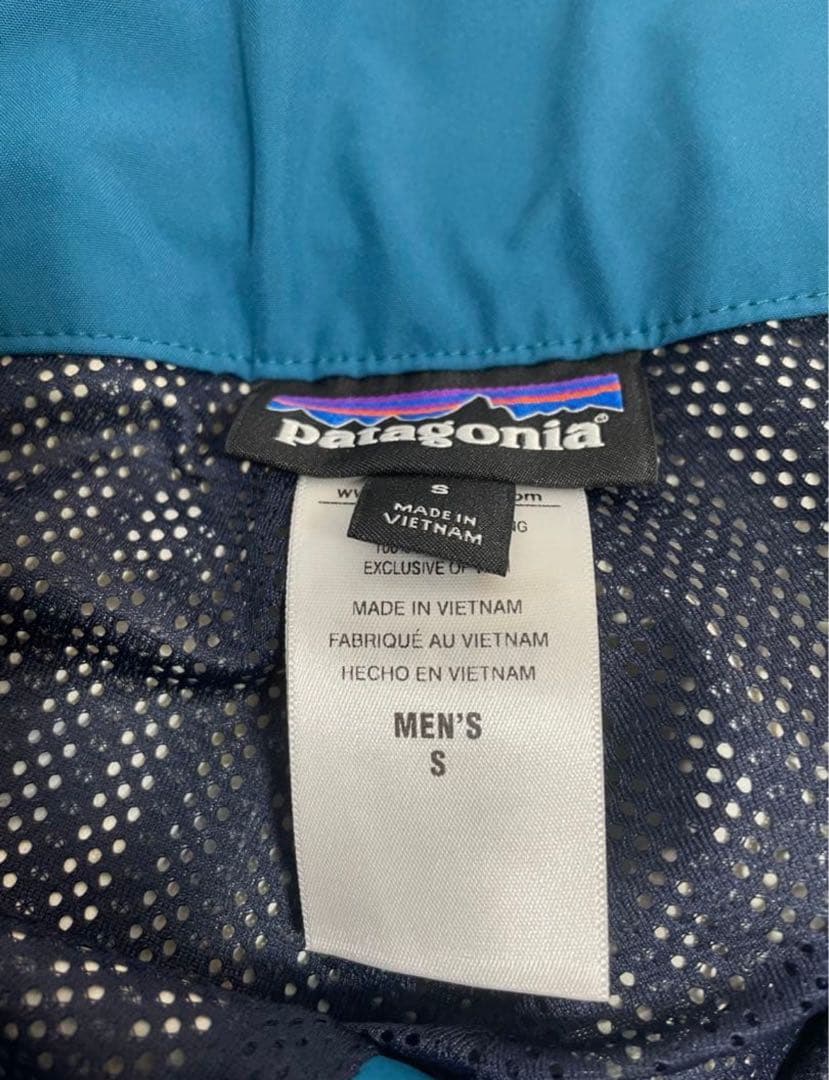 patagonia®
S
MADE IN
VIETNAM
EXCLUSIVE OF
MADE IN VIETNAM
FABRIQUÉ AU VIETNAM
HECHO EN VIETNAM
MEN'S
S